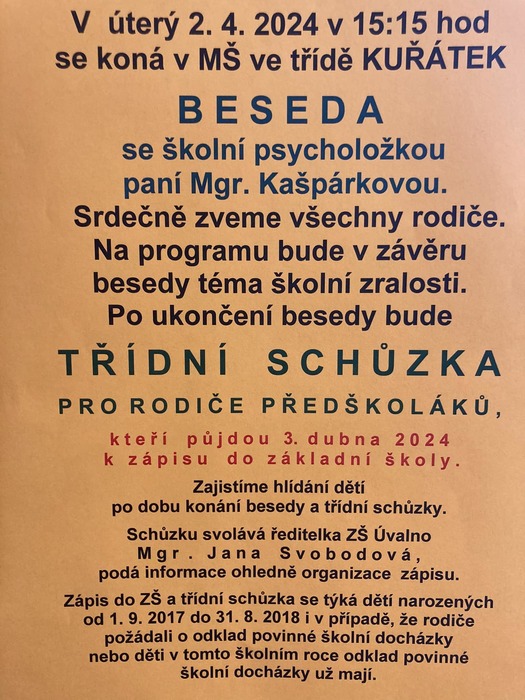 V úterý 2. 4. 2024 v 15:15 hod
se koná v MŠ ve třídě KUŘÁTEK
BESEDA
se školní psycholožkou
paní Mgr. Kašpárkovou.
Srdečně zveme všechny rodiče.
Na programu bude v závěru
besedy téma školní zralosti.
Po ukončení besedy bude
TŘÍDNÍ SCHŮZKA
PRO RODIČE PŘEDŠKOLÁKŮ,
kteří půjdou 3. dubna 2024
k zápisu do základní školy.
Zajistíme hlídání dětí
po dobu konání besedy a třídní schůzky.
Schůzku svolává ředitelka ZŠ Úvalno
Mgr. Jana Svobodová,
podá informace ohledně organizace zápisu.
Zápis do ZŠ a třídní schůzka se týká dětí narozených
od 1. 9. 2017 do 31. 8. 2018 i v případě, že rodiče
požádali o odklad povinné školní docházky
nebo děti v tomto školním roce odklad povinné
školní docházky už mají.